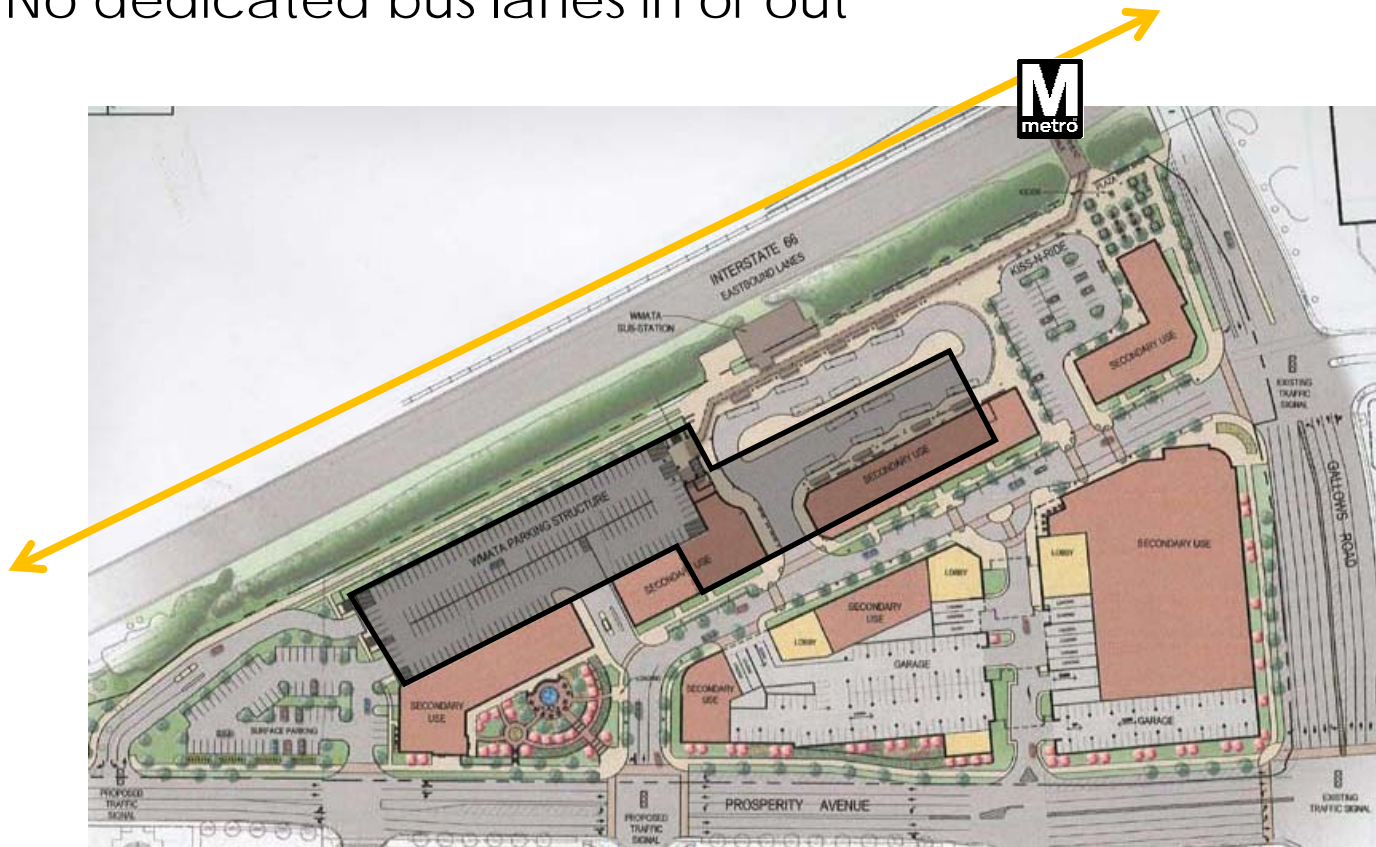 No dedicated bus lanes in or out
M
metro
PLAZA
KIOSK
INTERSTATE 66
EASTBOUND LANES
KISS-N-RIDE
WMATA
SUB-STATION
SECONDARY USE
EXISTING
TRAFFIC
SIGNAL
SECONDARY USE
GALLOWS ROAD
WMATA PARKING STRUCTURE
SECONDARY USE
LOBBY
LOBBY
SECONDARY USE
SECONDARY
USE
LOBBY
GARAGE
SECONDARY
USE
SECONDARY
USE
SURFACE PARKING
GARAGE
PROPOSED
TRAFFIC
SIGNAL
PROPOSED
TRAFFIC
SIGNAL
PROSPERITY AVENUE
EXISTING
TRAFFIC SIGNAL